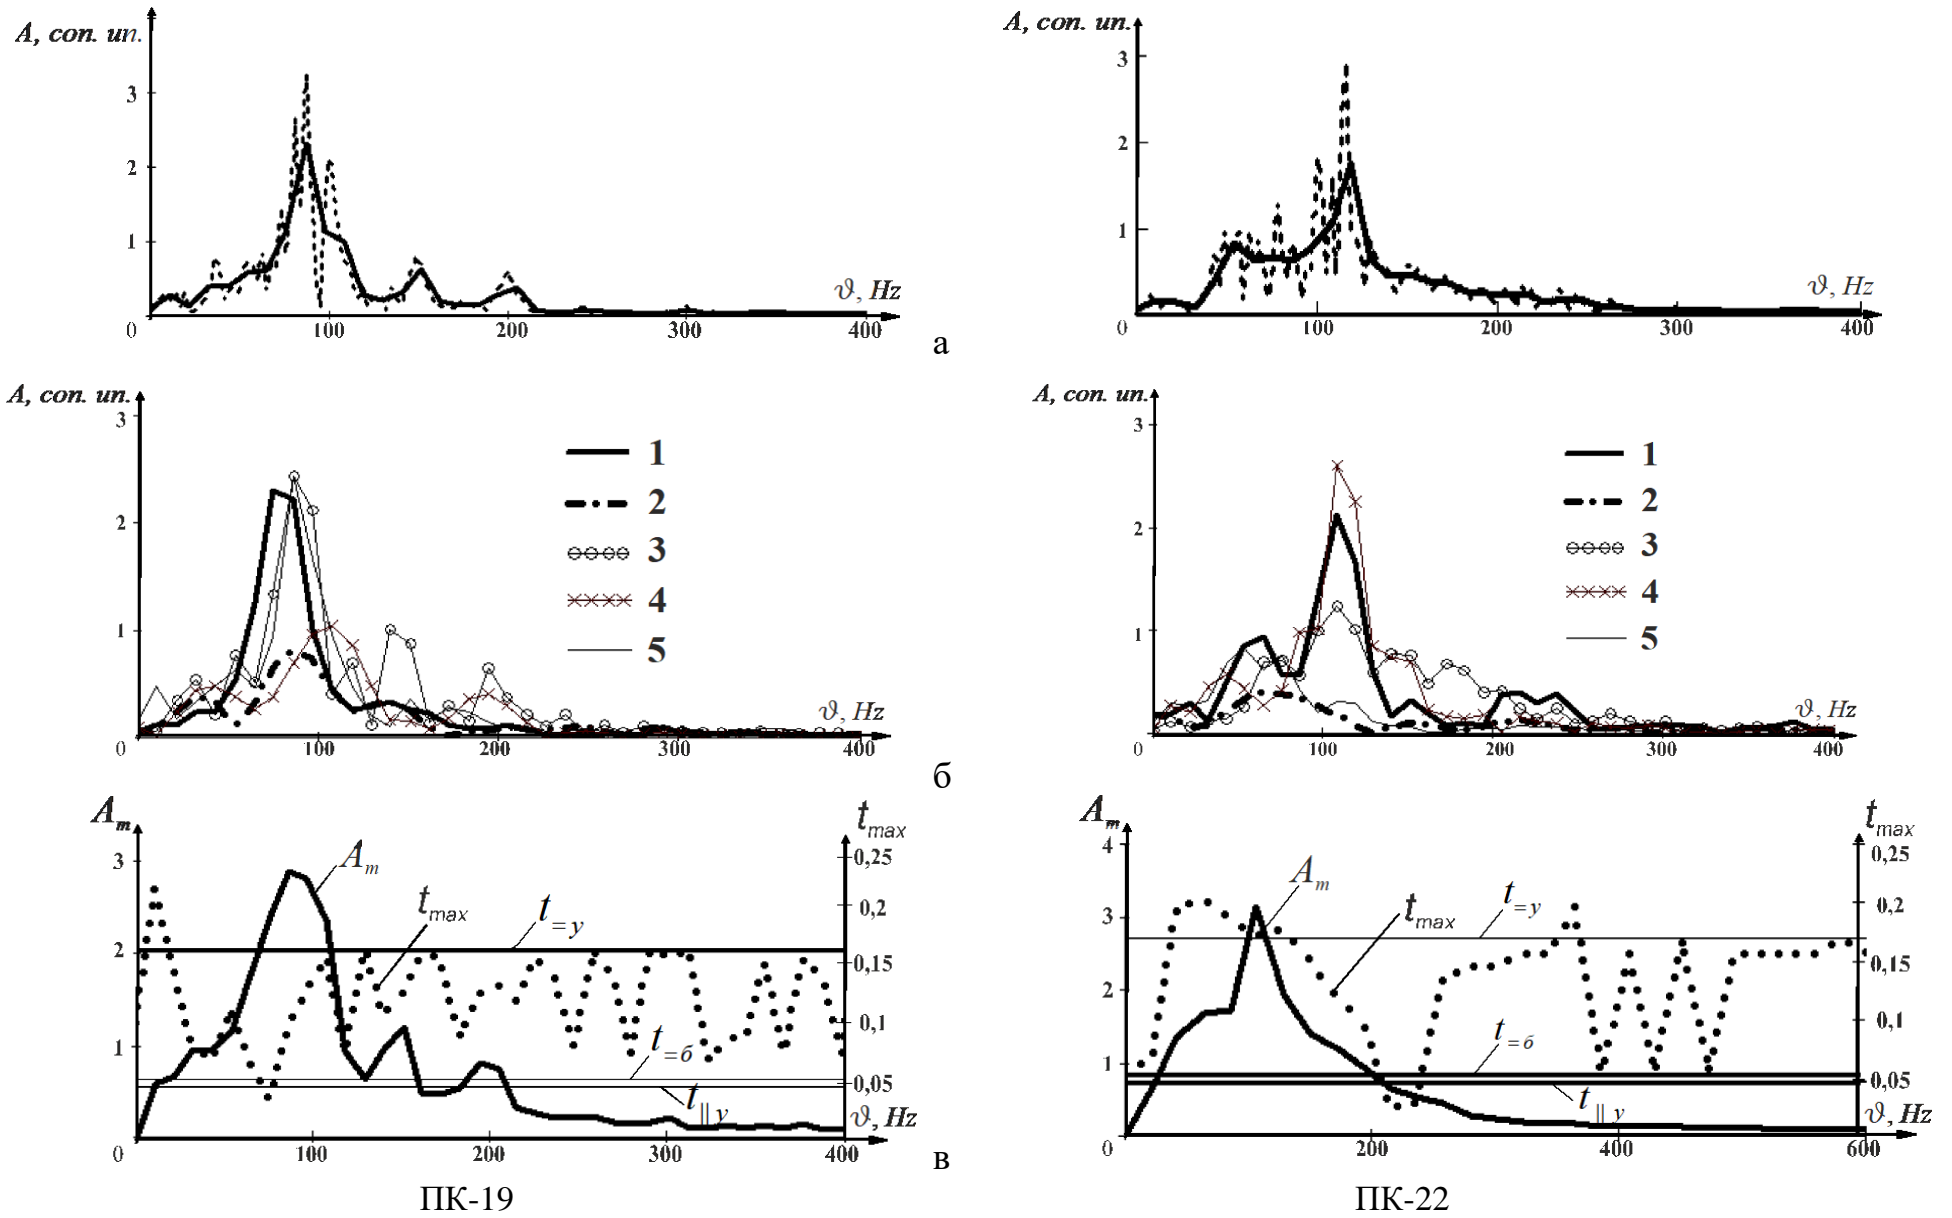 A, con. un.
A, con. un.
3
2
1
0
100
200
300
400
ϑ, Hz
3
2
1
0
100
200
300
400
ϑ, Hz
а
A, con. un.
A, con. un.
3
2
1
0
100
200
300
400
ϑ, Hz
1
2
3
4
5
3
2
1
0
100
200
300
400
ϑ, Hz
1
2
3
4
5
б
Am
tmax
3
2
1
0
100
200
300
400
0,25
0,2
0,15
0,1
0,05
ϑ, Hz
Am
tmax
t=y
t=б
t||y
Am
tmax
4
3
2
1
0
200
400
600
0,25
0,2
0,15
0,1
0,05
ϑ, Hz
Am
tmax
t=y
t=б
t||y
в
ПК-19
ПК-22